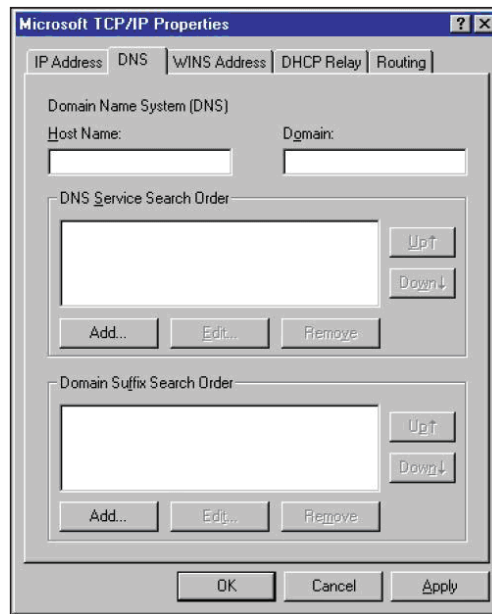 Microsoft TCP/IP Properties ? ×
IP Address DNS WINS Address DHCP Relay Routing
Domain Name System (DNS)
Host Name: Domain:
DNS Service Search Order
Up↑
Down↓
Add... Edit... Remove
Domain Suffix Search Order
Up↑
Down↓
Add... Edit... Remove
OK Cancel Apply